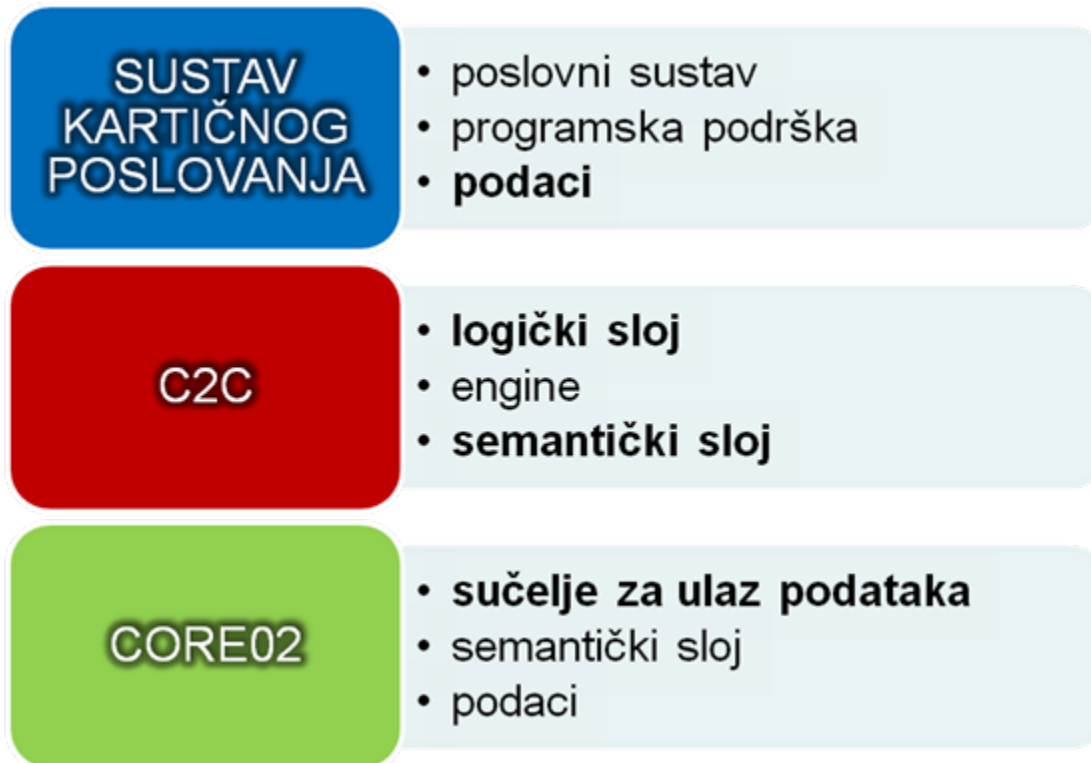 SUSTAV
KARTIČNOG
POSLOVANJA
• poslovni sustav
• programska podrška
• podaci
C2C
• logički sloj
• engine
• semantički sloj
CORE02
• sučelje za ulaz podataka
• semantički sloj
• podaci